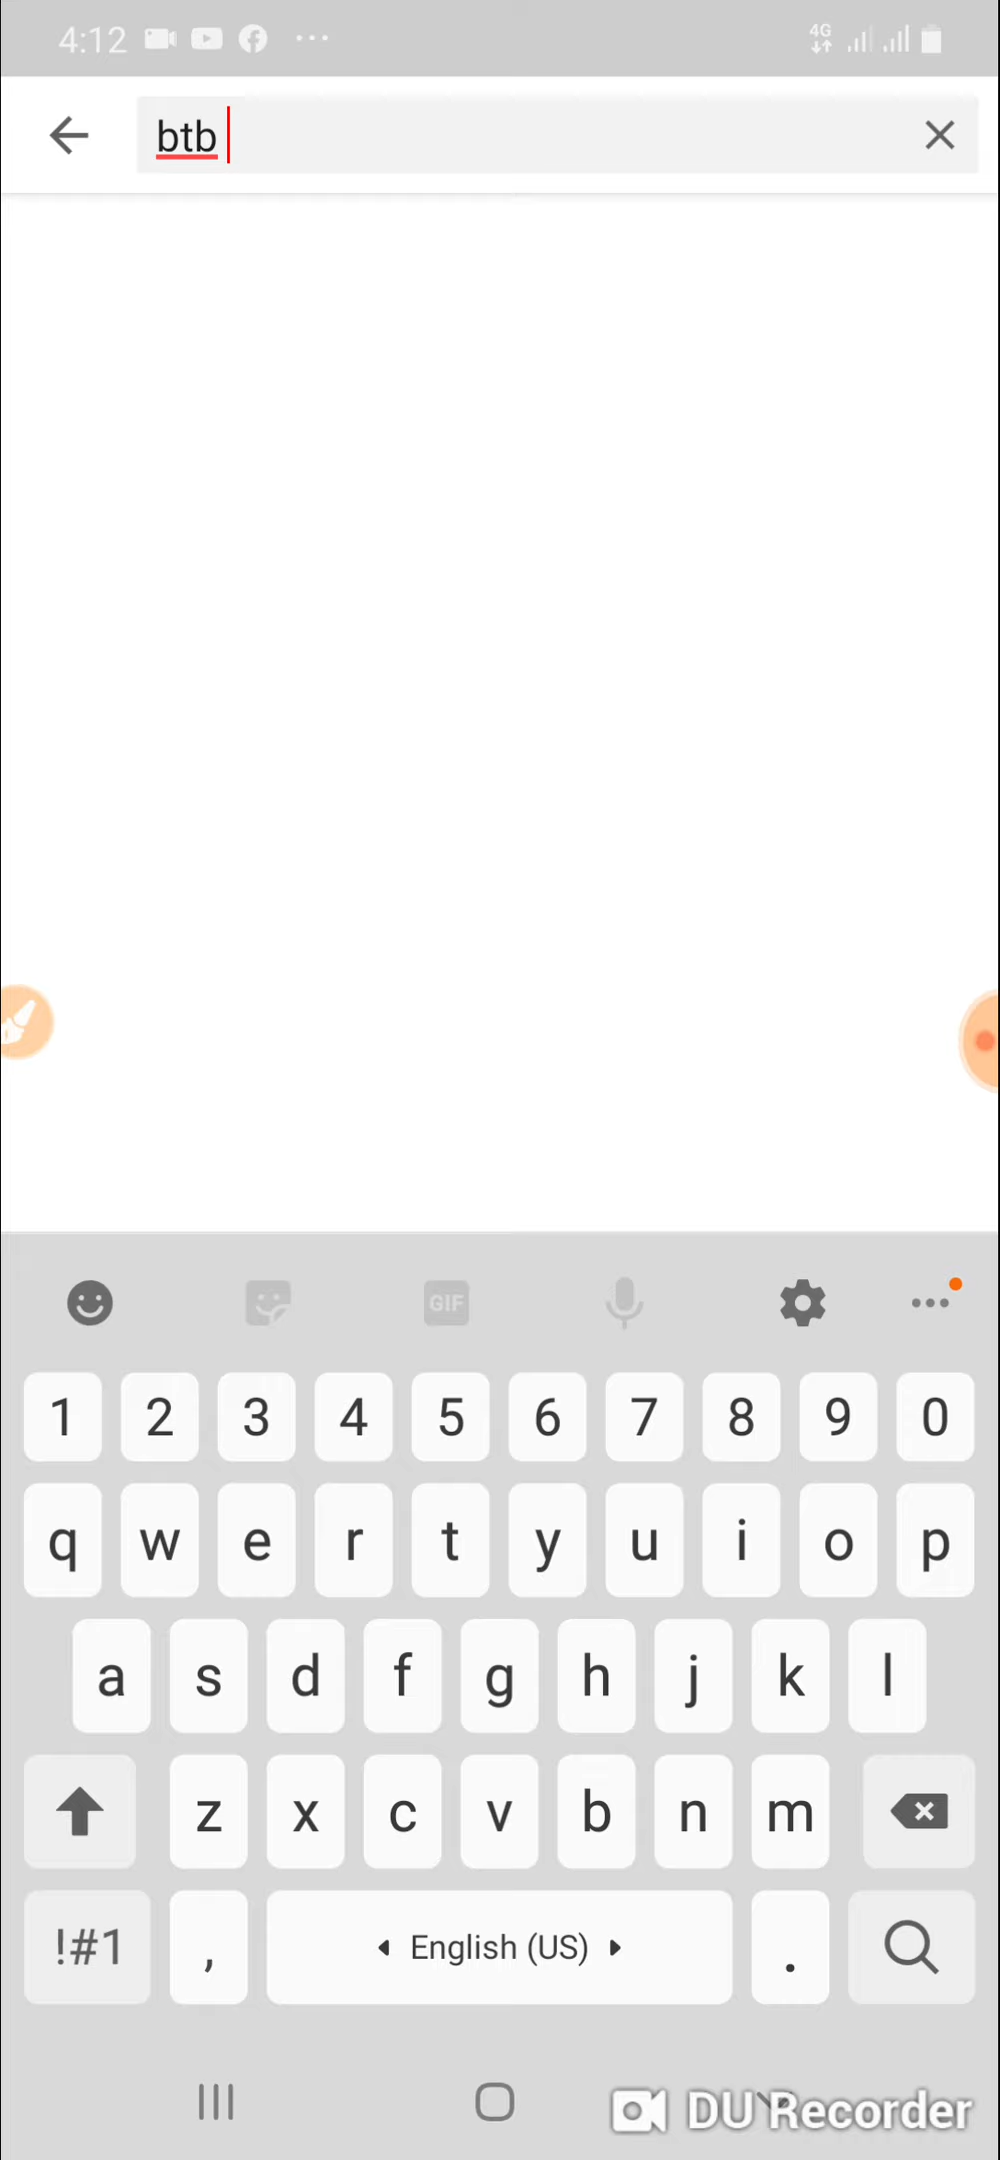 4:12 4G
btb
GIF
1 2 3 4 5 6 7 8 9 0
q w e r t y u i o p
a s d f g h j k l
z x c v b n m
!#1 , English (US) .
DU Recorder